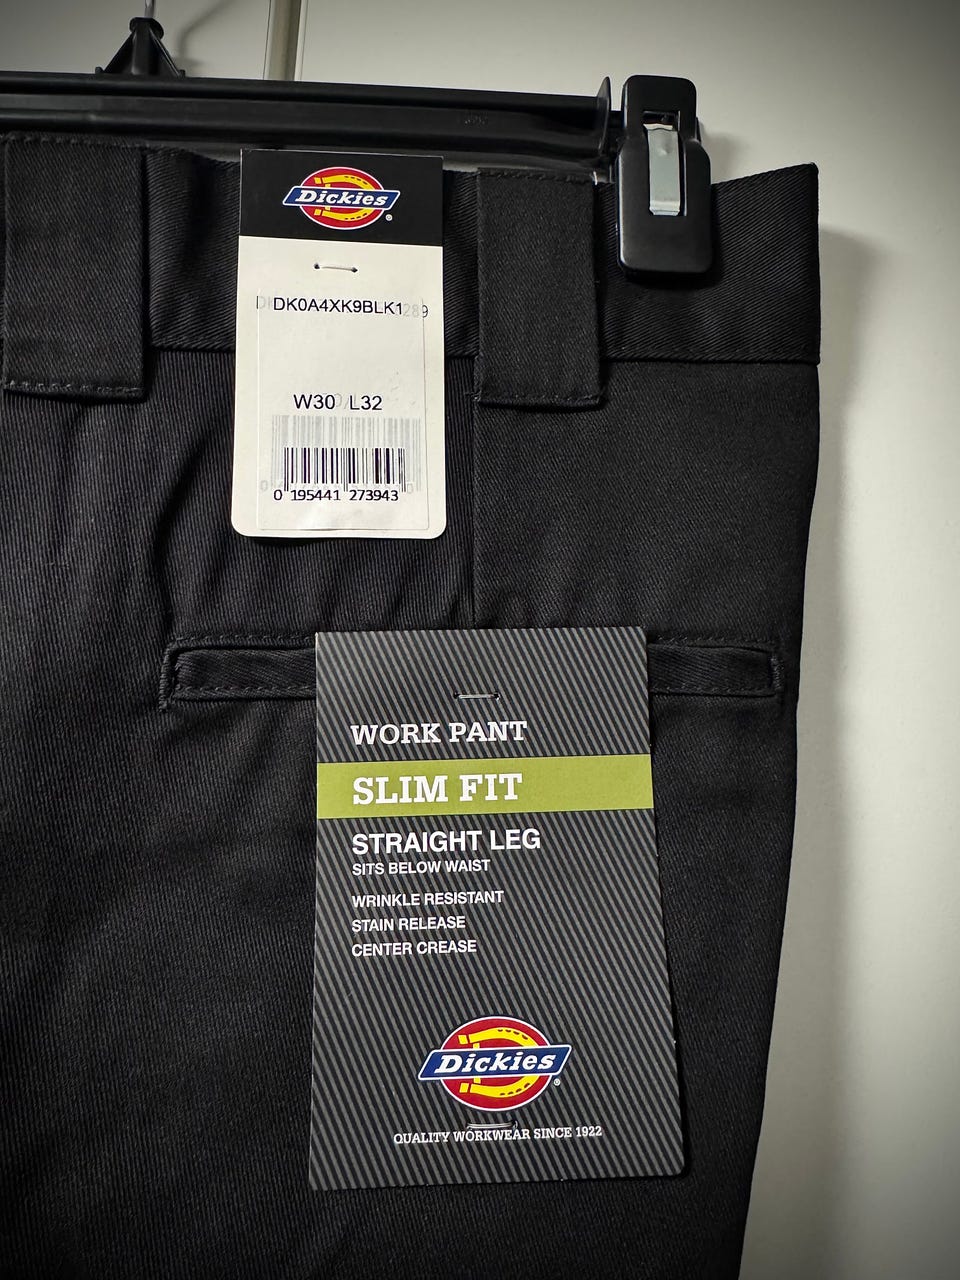 Dickies®
DK0A4XK9BLK1
W30 L32
0 195441 273943
WORK PANT
SLIM FIT
STRAIGHT LEG
SITS BELOW WAIST
WRINKLE RESISTANT
STAIN RELEASE
CENTER CREASE
Dickies®
QUALITY WORKWEAR SINCE 1922